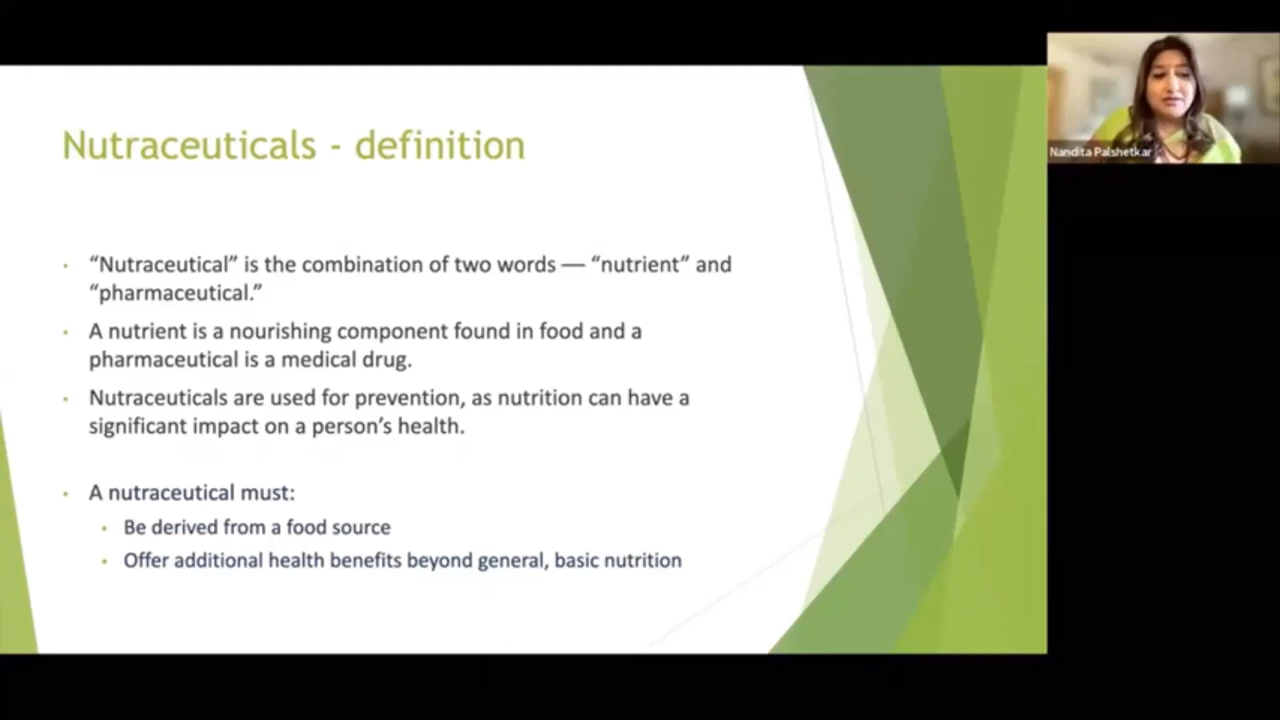 Nutraceuticals - definition
“Nutraceutical” is the combination of two words — “nutrient” and
“pharmaceutical.”
A nutrient is a nourishing component found in food and a
pharmaceutical is a medical drug.
Nutraceuticals are used for prevention, as nutrition can have a
significant impact on a person’s health.
A nutraceutical must:
Be derived from a food source
Offer additional health benefits beyond general, basic nutrition
Nandita Palshetkar